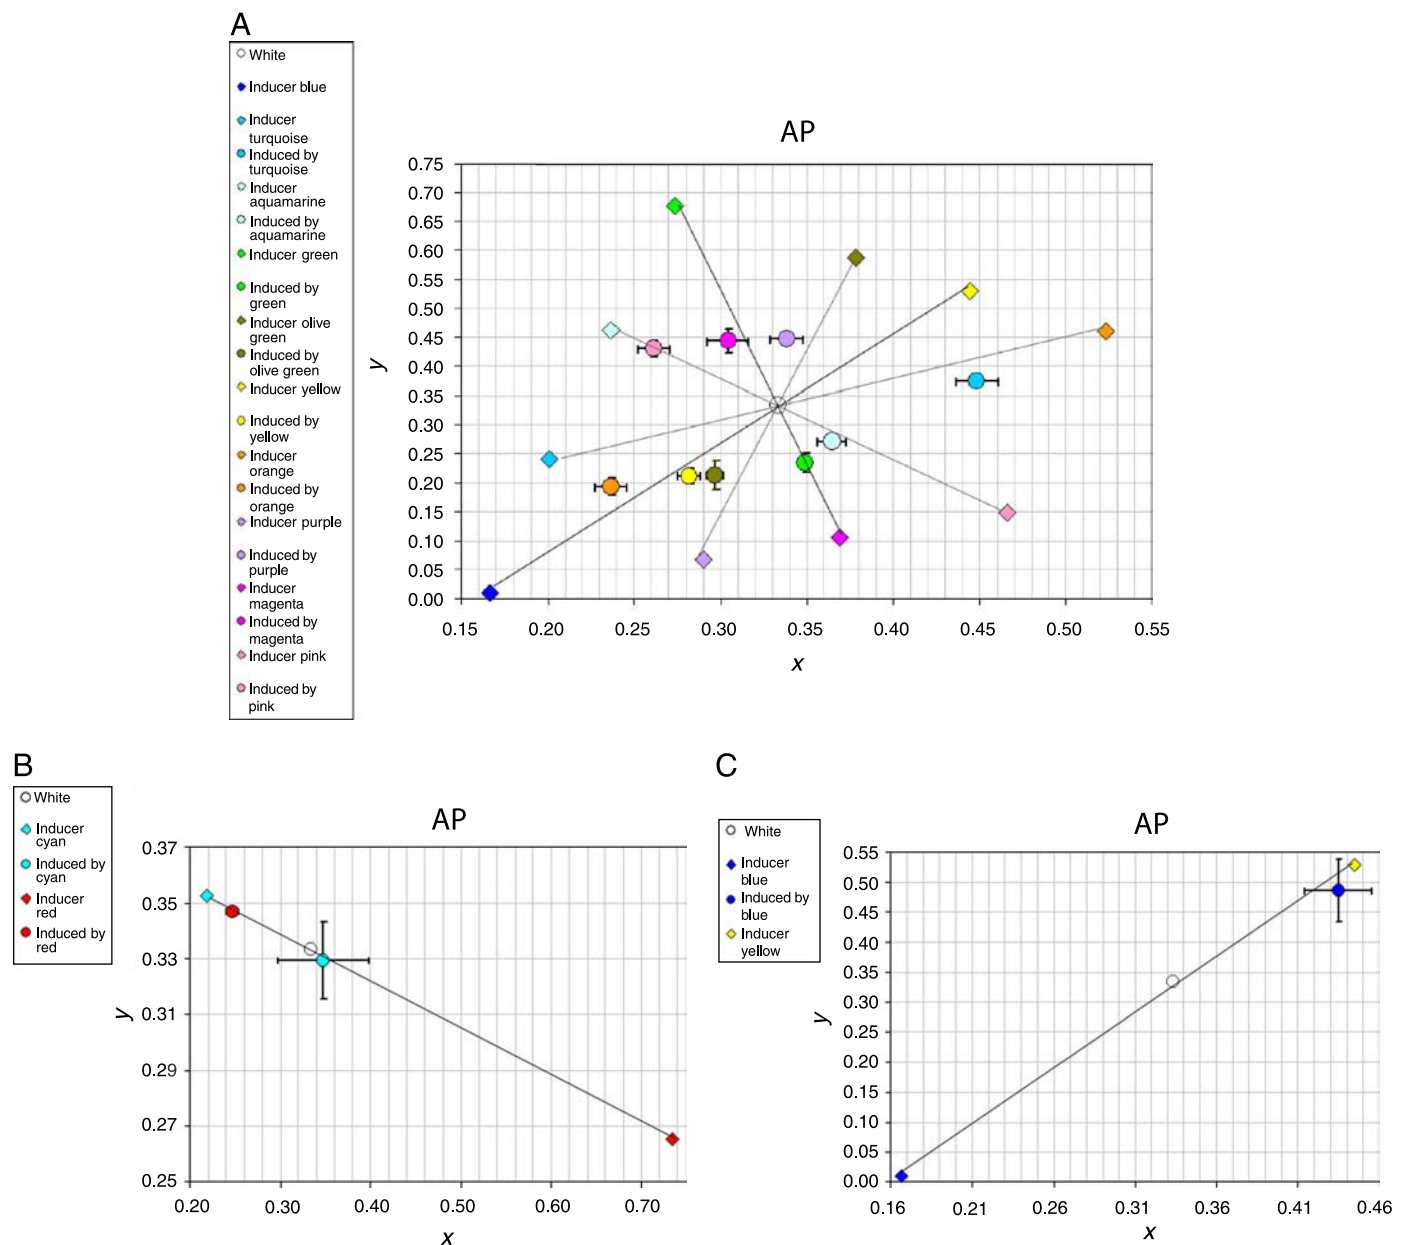 A
White
Inducer blue
Inducer
turquoise
Induced by
turquoise
Inducer
aquamarine
Induced by
aquamarine
Inducer green
Induced by
green
Inducer olive
green
Induced by
olive green
Inducer yellow
Induced by
yellow
Inducer
orange
Induced by
orange
Inducer purple
Induced by
purple
Inducer
magenta
Induced by
magenta
Inducer pink
Induced by
pink
AP
0.75
0.70
0.65
0.60
0.55
0.50
0.45
0.40
0.35
0.30
0.25
0.20
0.15
0.10
0.05
0.00
y
0.15 0.20 0.25 0.30 0.35 0.40 0.45 0.50 0.55
x
B
White
Inducer
cyan
Induced by
cyan
Inducer
red
Induced by
red
AP
0.37
0.35
0.33
0.31
0.29
0.27
0.25
y
0.20 0.30 0.40 0.50 0.60 0.70
x
C
White
Inducer
blue
Induced by
blue
Inducer
yellow
AP
0.55
0.50
0.45
0.40
0.35
0.30
0.25
0.20
0.15
0.10
0.05
0.00
y
0.16 0.21 0.26 0.31 0.36 0.41 0.46
x